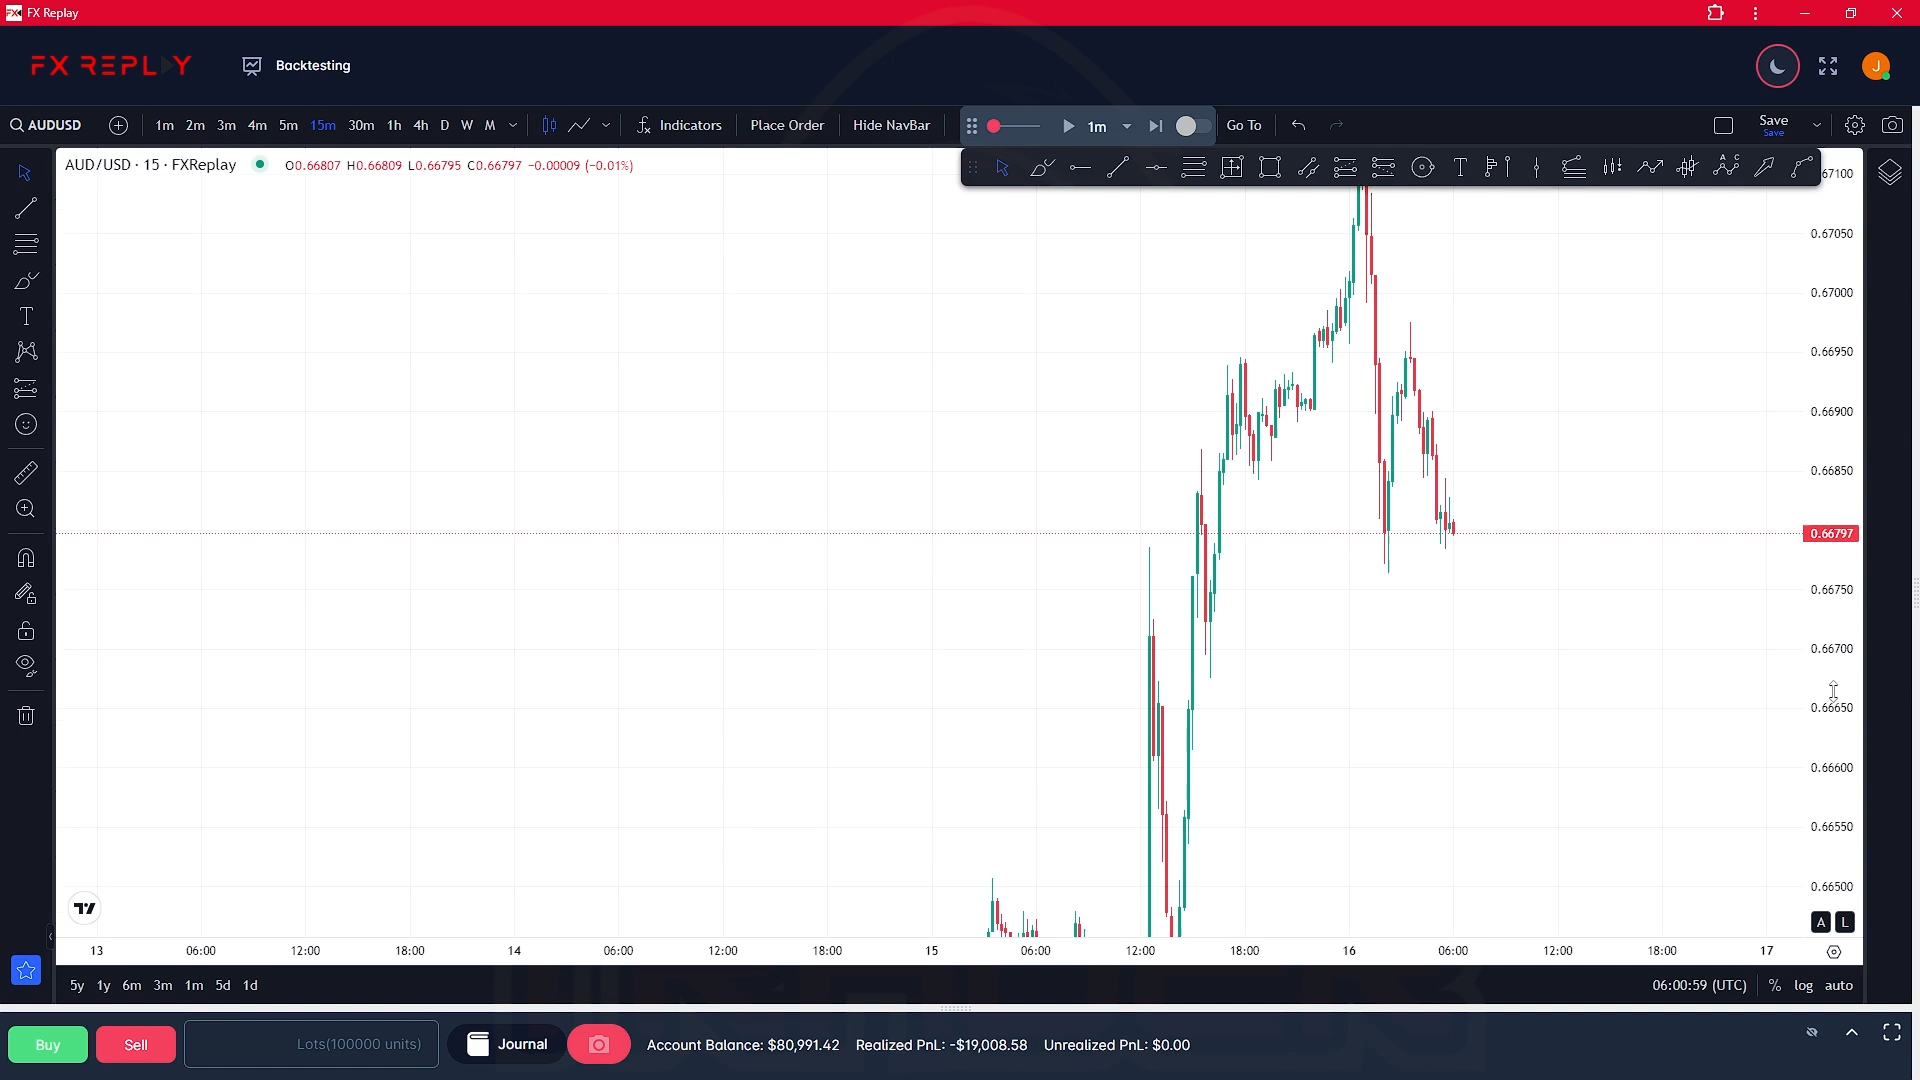 FX Replay
FX REPLAY
Backtesting
J
AUDUSD
1m 2m 3m 4m 5m 15m 30m 1h 4h D W M
Indicators
Place Order
Hide NavBar
1m
Go To
Save
Save
AUD/USD · 15 · FXReplay
O0.66807 H0.66809 L0.66795 C0.66797 -0.00009 (-0.01%)
67100
0.67050
0.67000
0.66950
0.66900
0.66850
0.66797
0.66750
0.66700
0.66650
0.66600
0.66550
0.66500
A L
13 06:00 12:00 18:00 14 06:00 12:00 18:00 15 06:00 12:00 18:00 16 06:00 12:00 18:00 17
5y 1y 6m 3m 1m 5d 1d
06:00:59 (UTC) % log auto
Buy
Sell
Lots(100000 units)
Journal
Account Balance: $80,991.42 Realized PnL: -$19,008.58 Unrealized PnL: $0.00